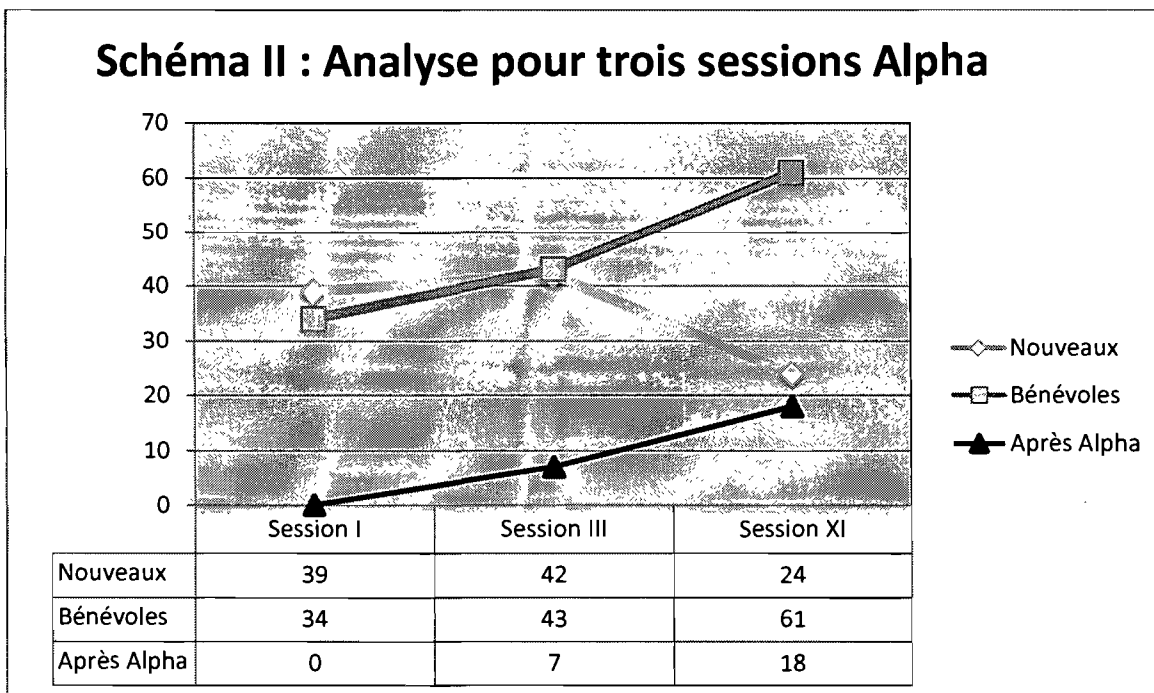 Schéma II : Analyse pour trois sessions Alpha
70
60
50
40
30
20
10
0
Nouveaux
Bénévoles
Après Alpha
Session I Session III Session XI
Nouveaux 39 42 24
Bénévoles 34 43 61
Après Alpha 0 7 18